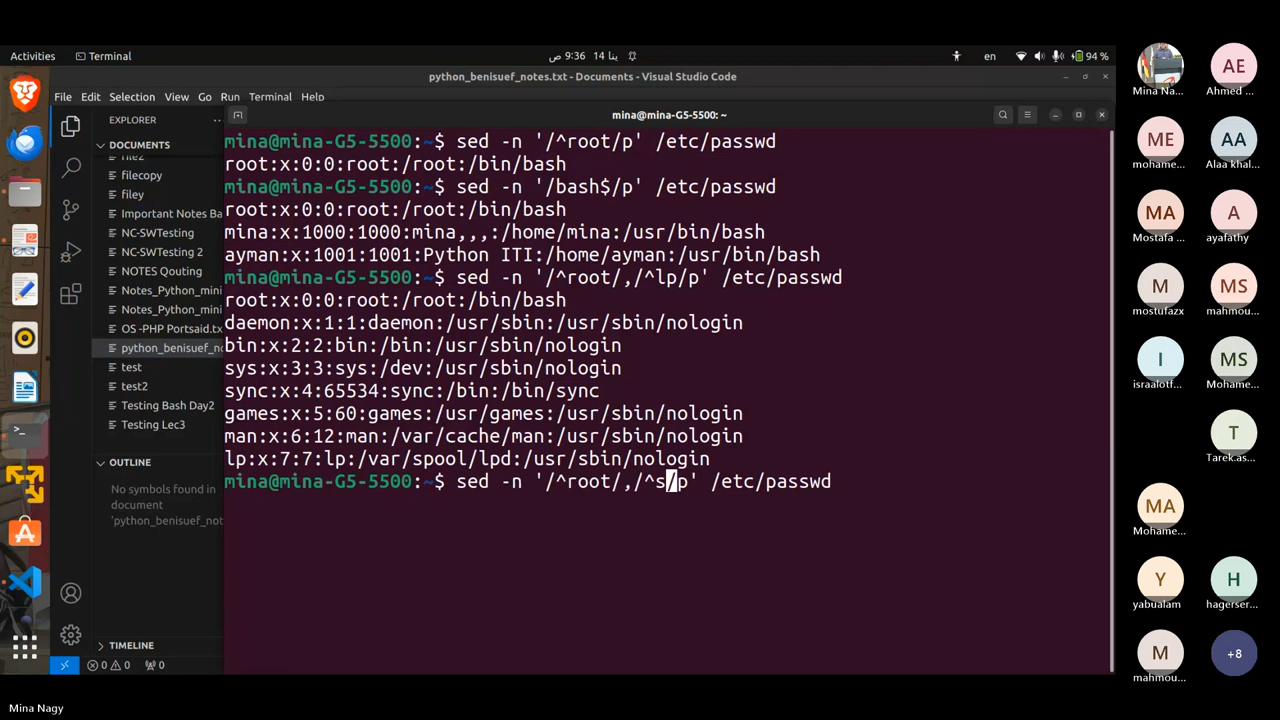 Activities
Terminal
9:36 ص
14 ينا
en
94 %
python_benisuef_notes.txt - Documents - Visual Studio Code
File Edit Selection View Go Run Terminal Help
EXPLORER
DOCUMENTS
file2
filecopy
filey
Important Notes Ba
NC-SWTesting
NC-SWTesting 2
NOTES Qouting
Notes_Python_mini
Notes_Python_mini
OS -PHP Portsaid.tx
python_benisuef_no
test
test2
Testing Bash Day2
Testing Lec3
OUTLINE
No symbols found in document 'python_benisuef_not
TIMELINE
0 0 0
mina@mina-G5-5500: ~
mina@mina-G5-5500:~$ sed -n '/^root/p' /etc/passwd
root:x:0:0:root:/root:/bin/bash
mina@mina-G5-5500:~$ sed -n '/bash$/p' /etc/passwd
root:x:0:0:root:/root:/bin/bash
mina:x:1000:1000:mina,,,:/home/mina:/usr/bin/bash
ayman:x:1001:1001:Python ITI:/home/ayman:/usr/bin/bash
mina@mina-G5-5500:~$ sed -n '/^root/,/^lp/p' /etc/passwd
root:x:0:0:root:/root:/bin/bash
daemon:x:1:1:daemon:/usr/sbin:/usr/sbin/nologin
bin:x:2:2:bin:/bin:/usr/sbin/nologin
sys:x:3:3:sys:/dev:/usr/sbin/nologin
sync:x:4:65534:sync:/bin:/bin/sync
games:x:5:60:games:/usr/games:/usr/sbin/nologin
man:x:6:12:man:/var/cache/man:/usr/sbin/nologin
lp:x:7:7:lp:/var/spool/lpd:/usr/sbin/nologin
mina@mina-G5-5500:~$ sed -n '/^root/,/^s/p' /etc/passwd
Mina Na...
AE
Ahmed ...
ME
mohame...
AA
Alaa khal...
MA
Mostafa ...
A
ayafathy
M
mostufazx
MS
mahmou...
I
israalotf...
MS
Mohame...
T
Tarek.as...
MA
Mohame...
Y
yabualam
H
hagerser...
M
mahmou...
+8
Mina Nagy